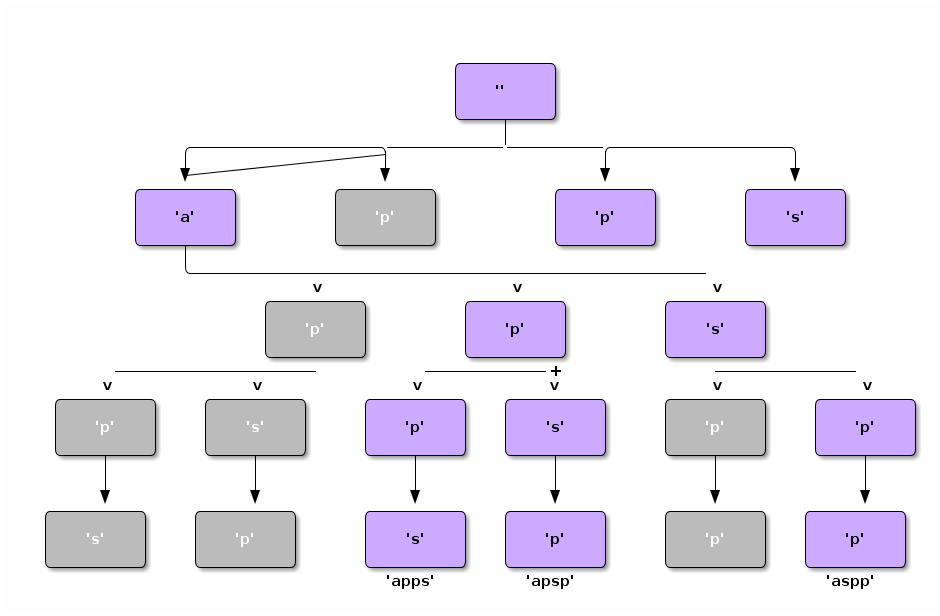 ''
'a' 'p' 'p' 's'
v v v
'p' 'p' 's'
+
v v v v v v
'p' 's' 'p' 's' 'p' 'p'
's' 'p' 's' 'p' 'p' 'p'
'apps' 'apsp' 'aspp'